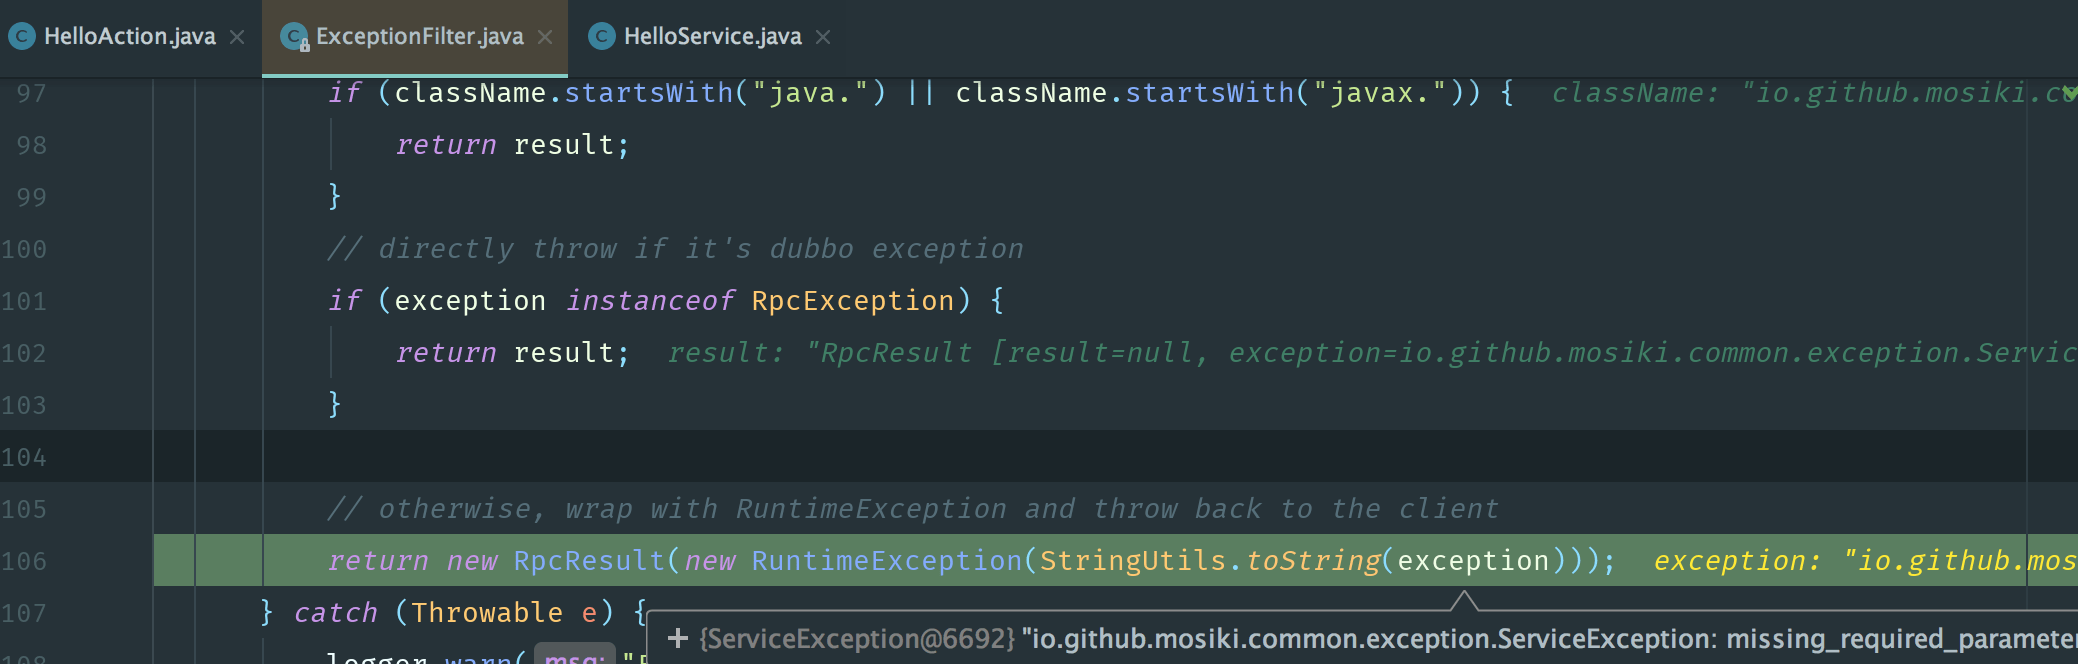 HelloAction.java ExceptionFilter.java HelloService.java
97 if (className.startsWith("java.") || className.startsWith("javax.")) { className: "io.github.mosiki.co
98 return result;
99 }
100 // directly throw if it's dubbo exception
101 if (exception instanceof RpcException) {
102 return result; result: "RpcResult [result=null, exception=io.github.mosiki.common.exception.Servic
103 }
104
105 // otherwise, wrap with RuntimeException and throw back to the client
106 return new RpcResult(new RuntimeException(StringUtils.toString(exception))); exception: "io.github.mos
107 } catch (Throwable e) {
+ {ServiceException@6692} "io.github.mosiki.common.exception.ServiceException: missing_required_parameter
108 logger.warn( msg: "F